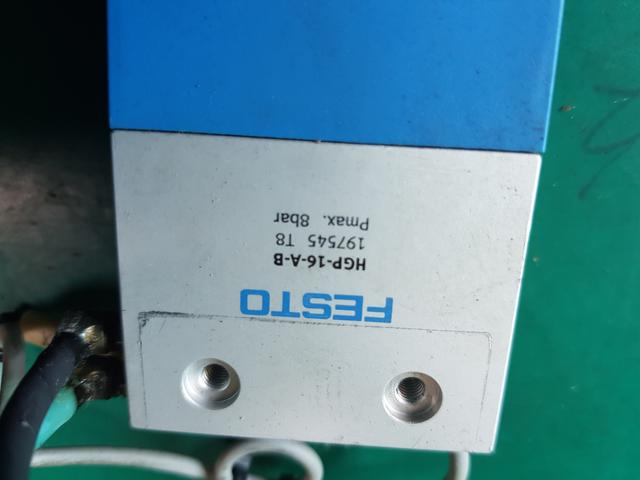 FESTO
HGP-16-A-B
197545 T8
Pmax. 8bar